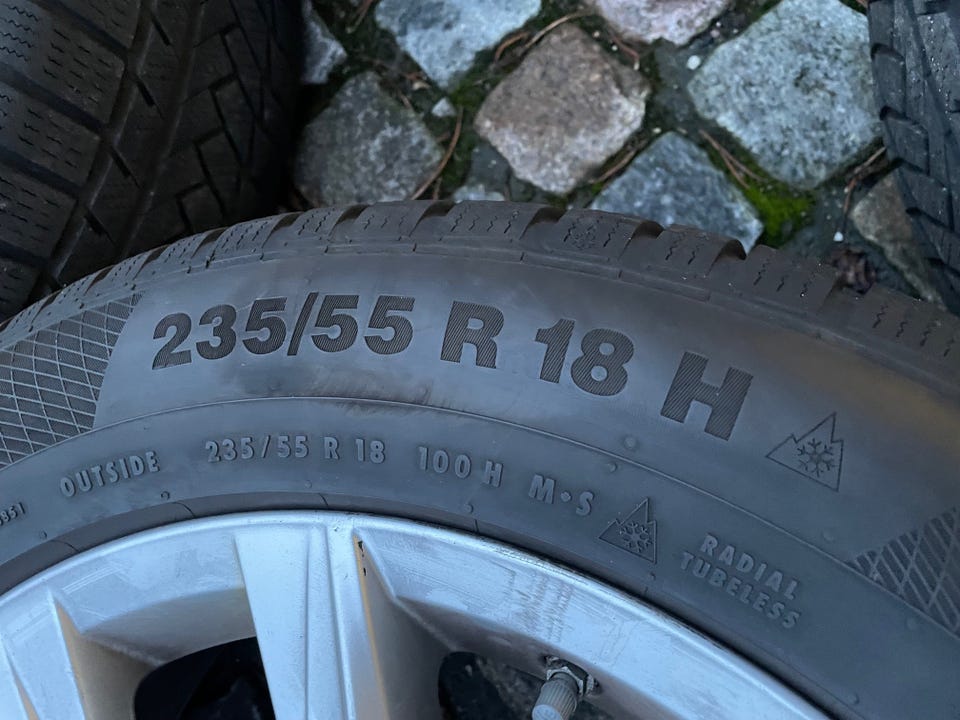 235/55 R 18 H
OUTSIDE 235/55 R 18 100 H M•S
RADIAL
TUBELESS